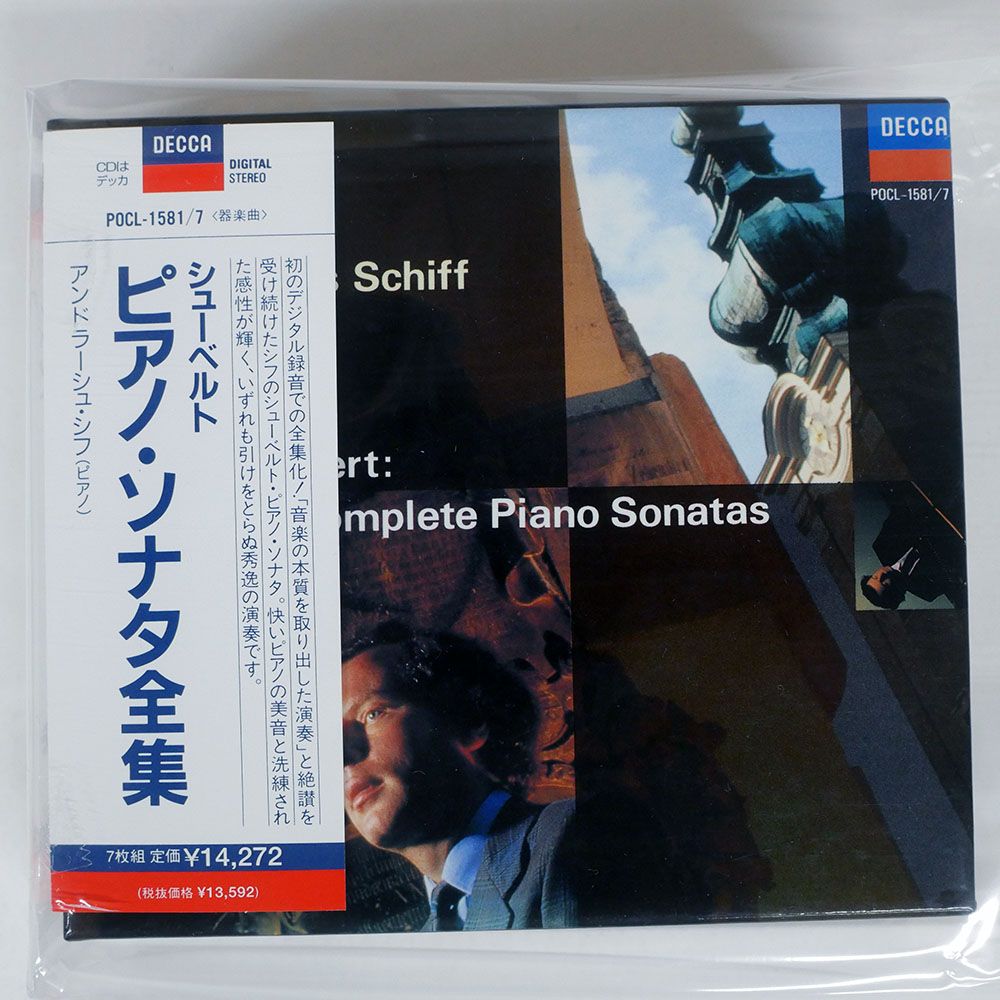 CDは
デッカ
DECCA
DIGITAL
STEREO
POCL-1581/7〈器楽曲〉
初のデジタル録音での全集化!「音楽の本質を取り出した演奏」と絶讃を
受け続けたシフのシューベルト・ピアノ・ソナタ。快いピアノの美音と洗練され
た感性が輝く、いずれも引けをとらぬ秀逸の演奏です。
シューベルト
ピアノ・ソナタ全集
アンドラーシュ・シフ(ピアノ)
7枚組 定価 ¥14,272
(税抜価格 ¥13,592)
s Schiff
ert:
omplete Piano Sonatas
DECCA
POCL-1581/7